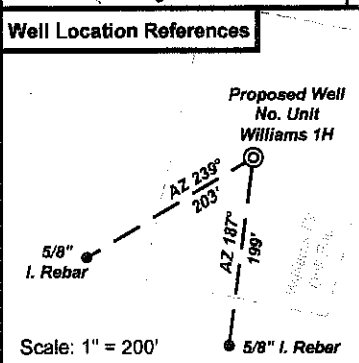 Well Location References
Proposed Well
No. Unit
Williams 1H
AZ 239°
203'
AZ 187°
199'
5/8"
I. Rebar
Scale: 1" = 200'
5/8" I. Rebar